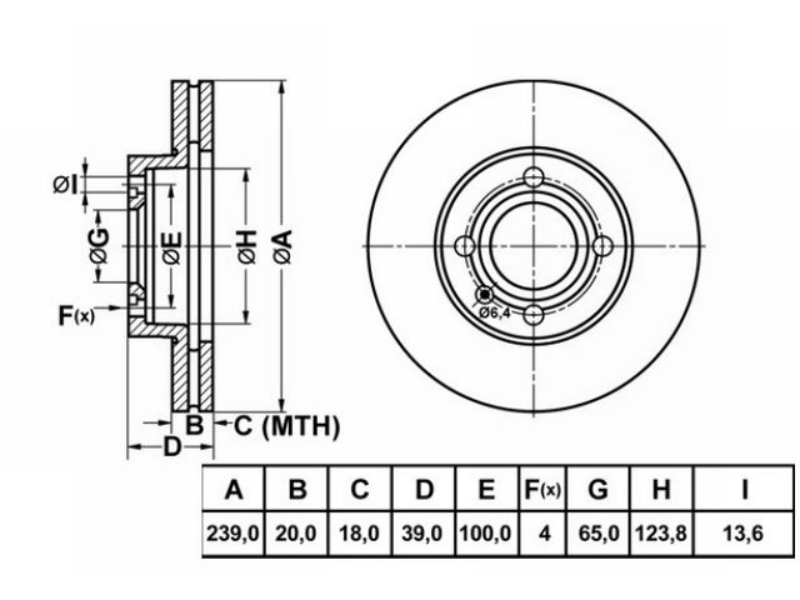 ØI
ØG
ØE
ØH
ØA
F(x)
Ø6,4
B
C (MTH)
D
A B C D E F(x) G H I
239,0 20,0 18,0 39,0 100,0 4 65,0 123,8 13,6